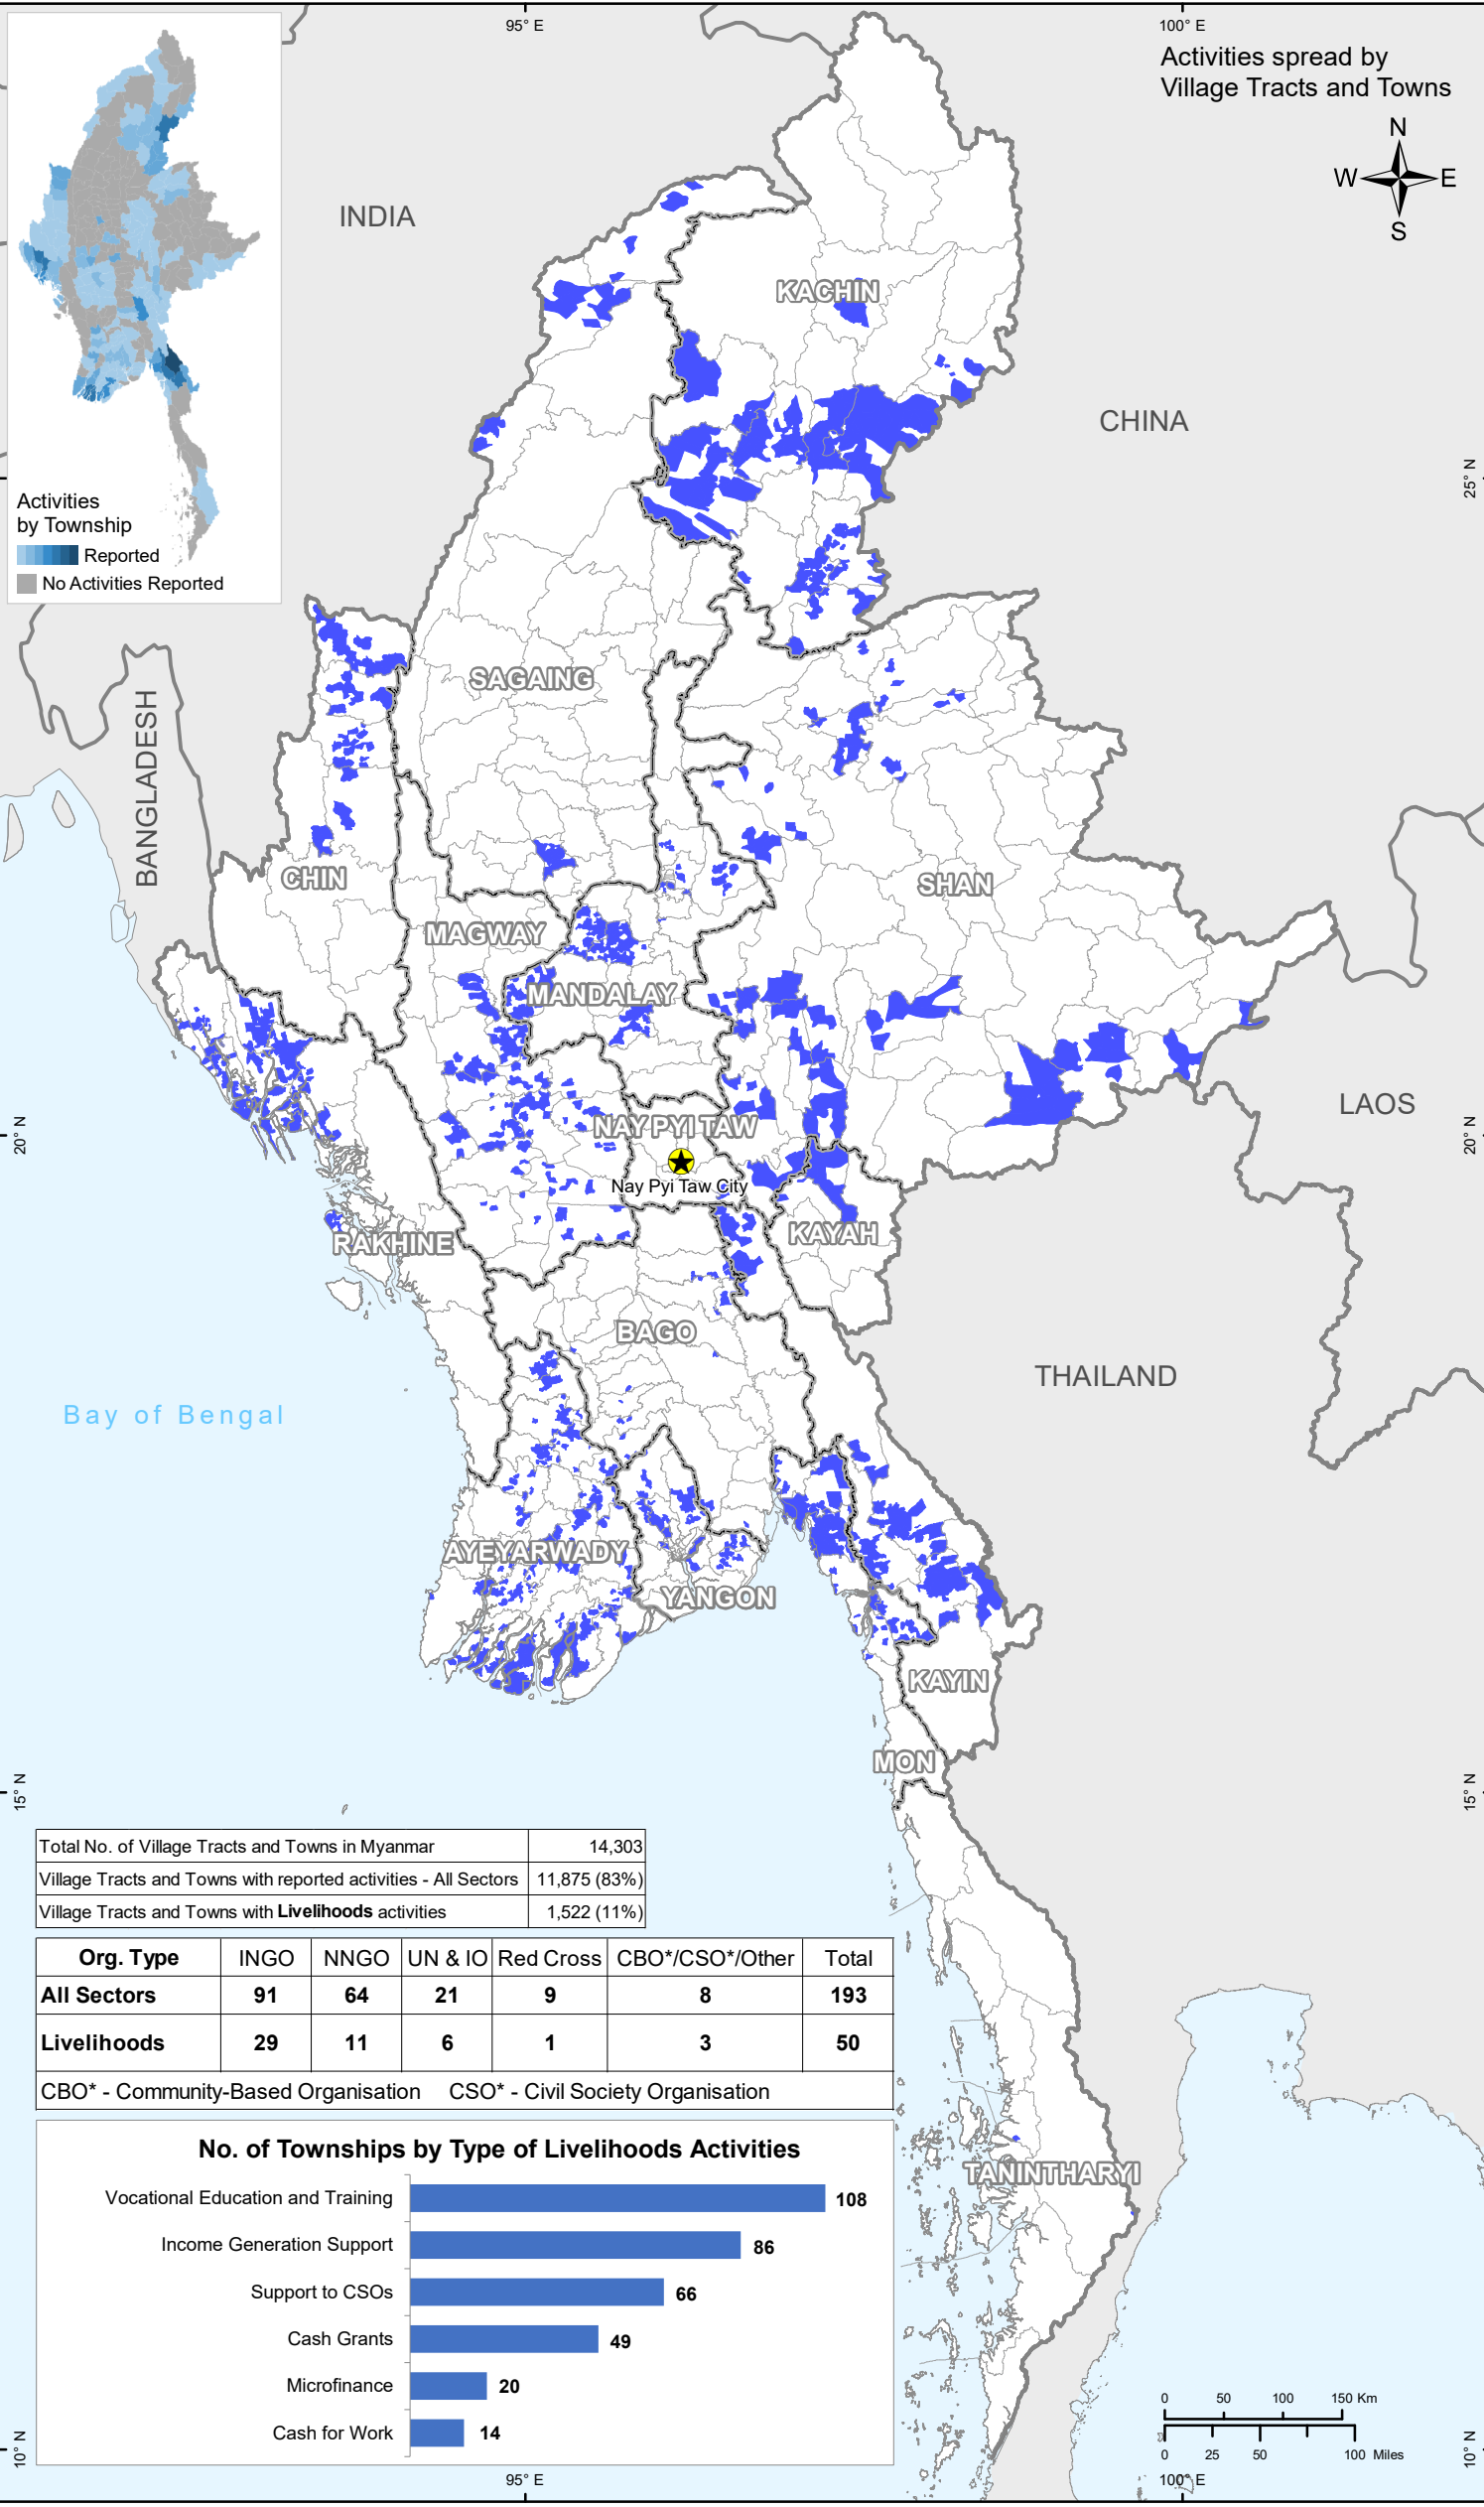 95° E
100° E
Activities spread by
Village Tracts and Towns
N
W
E
S
INDIA
KACHIN
CHINA
25° N
Activities
by Township
Reported
No Activities Reported
BANGLADESH
SAGAING
CHIN
SHAN
MAGWAY
MANDALAY
LAOS
20° N
20° N
NAY PYI TAW
Nay Pyi Taw City
KAYAH
RAKHINE
BAGO
THAILAND
Bay of Bengal
AYEYARWADY
YANGON
KAYIN
MON
15° N
15° N
Total No. of Village Tracts and Towns in Myanmar 14,303
Village Tracts and Towns with reported activities - All Sectors 11,875 (83%)
Village Tracts and Towns with Livelihoods activities 1,522 (11%)
Org. Type INGO NNGO UN & IO Red Cross CBO*/CSO*/Other Total
All Sectors 91 64 21 9 8 193
Livelihoods 29 11 6 1 3 50
CBO* - Community-Based Organisation CSO* - Civil Society Organisation
No. of Townships by Type of Livelihoods Activities
Vocational Education and Training 108
Income Generation Support 86
Support to CSOs 66
Cash Grants 49
Microfinance 20
Cash for Work 14
TANINTHARYI
0 50 100 150 Km
0 25 50 100 Miles
10° N
10° N
95° E
100° E